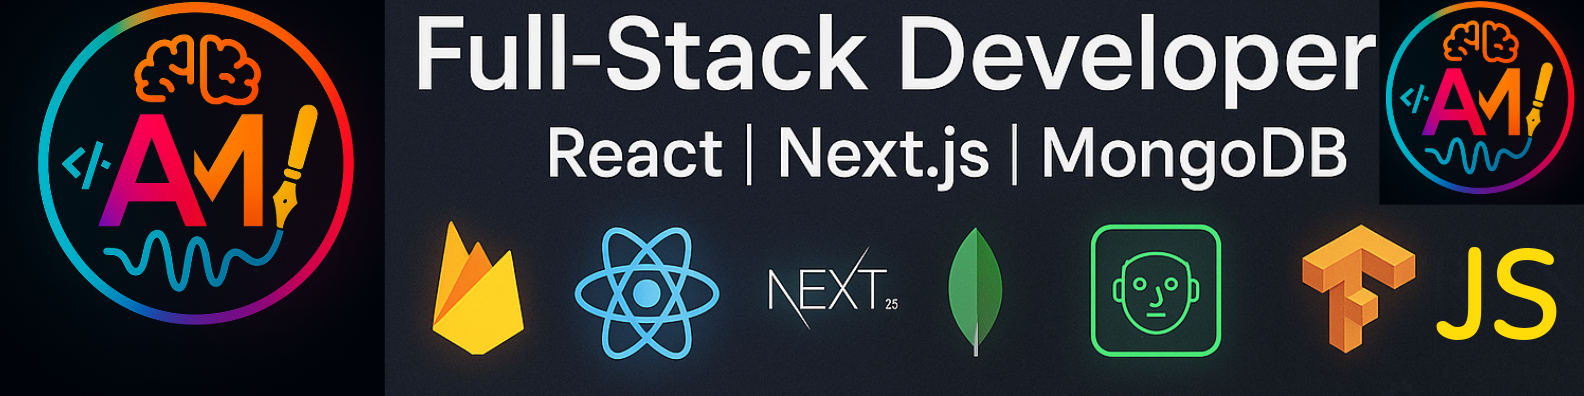 AM
Full-Stack Developer
React | Next.js | MongoDB
</> AM
NEXT.25
JS